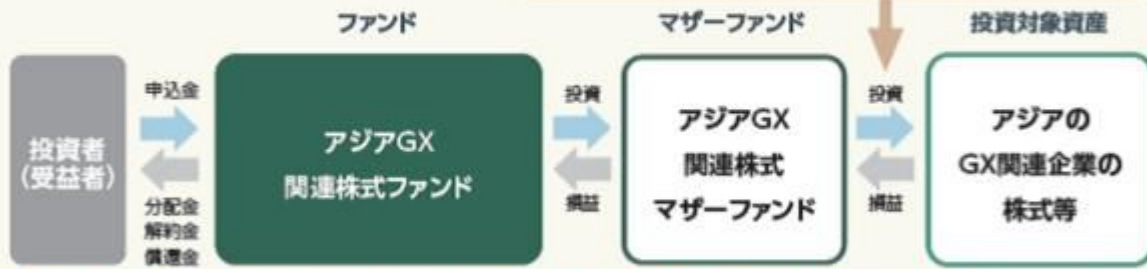 ファンド
マザーファンド
投資対象資産
投資者
(受益者)
申込金
分配金
解約金
償還金
アジアGX
関連株式ファンド
投資
損益
アジアGX
関連株式
マザーファンド
投資
損益
アジアの
GX関連企業の
株式等